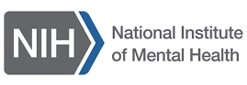 NIH
National Institute
of Mental Health